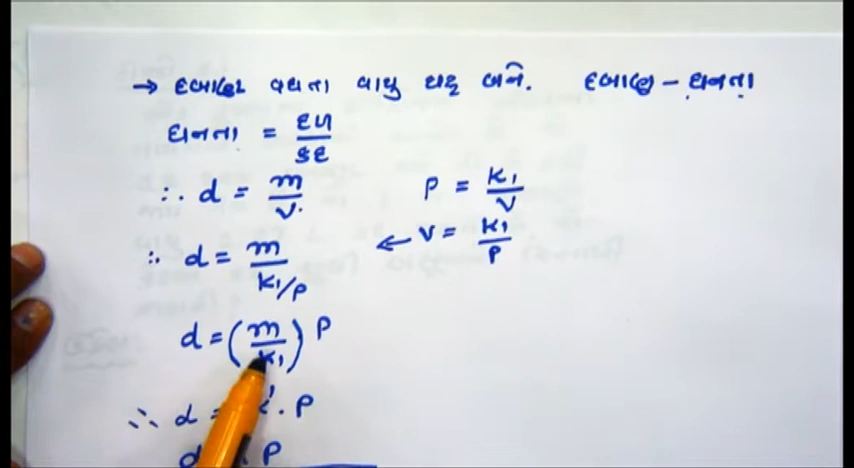 → દબાણ વધતા વાયુ ઘટ્ટ બને. દબાણ - ઘનતા
ઘનતા = દળ / કદ
∴ d = m / V. P = K₁ / V
∴ d = m / K₁/P ← V = K₁ / P
d = (m / K₁) P
∴ d = K'. P
d P